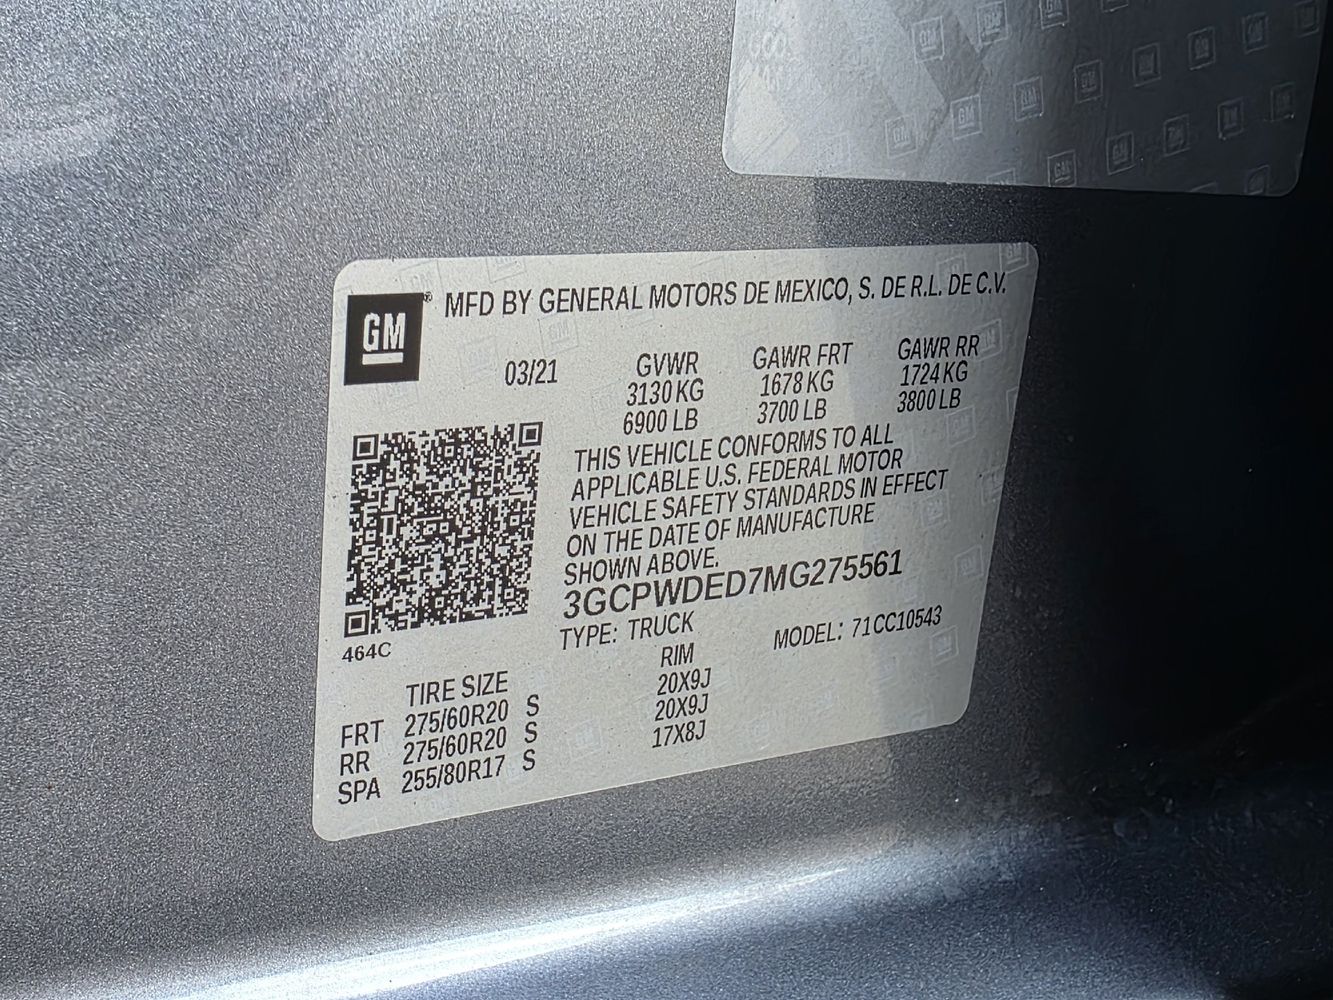 GM ® MFD BY GENERAL MOTORS DE MEXICO, S. DE R.L. DE C.V.
03/21 GVWR GAWR FRT GAWR RR
3130 KG 1678 KG 1724 KG
6900 LB 3700 LB 3800 LB
THIS VEHICLE CONFORMS TO ALL
APPLICABLE U.S. FEDERAL MOTOR
VEHICLE SAFETY STANDARDS IN EFFECT
ON THE DATE OF MANUFACTURE
SHOWN ABOVE.
3GCPWDED7MG275561
TYPE: TRUCK MODEL: 71CC10543
464C
TIRE SIZE RIM
FRT 275/60R20 S 20X9J
RR 275/60R20 S 20X9J
SPA 255/80R17 S 17X8J